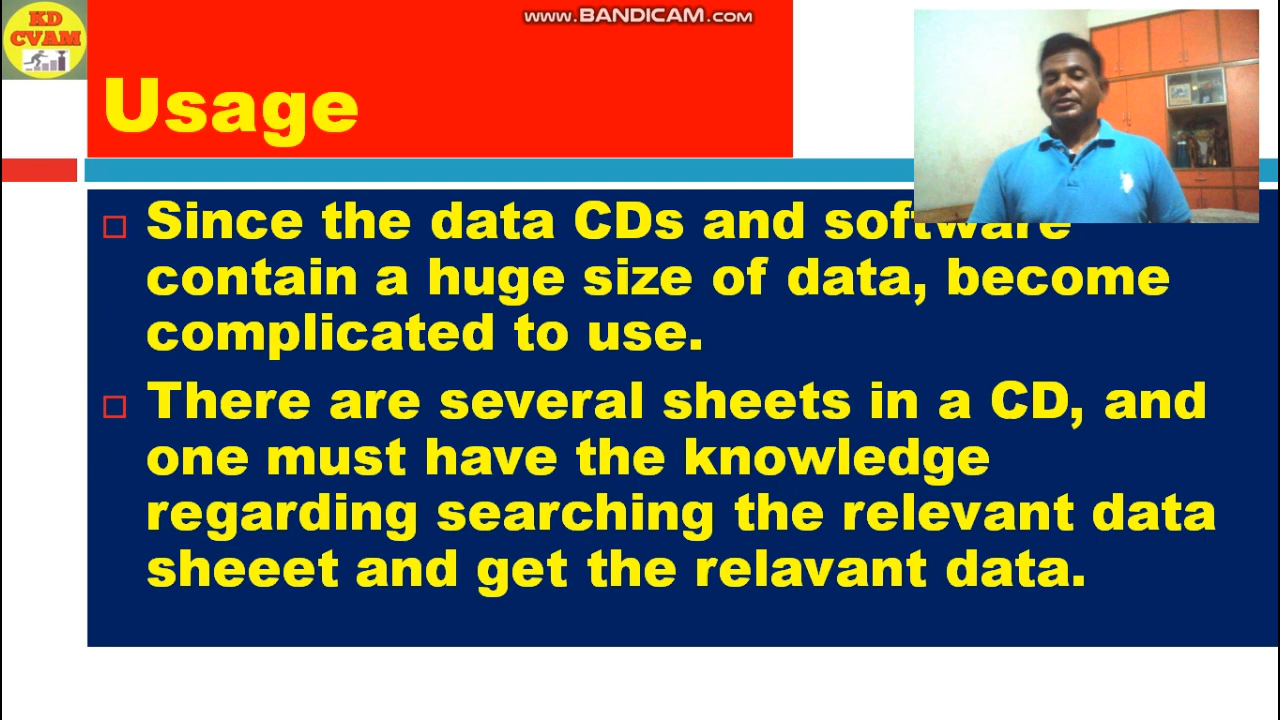 KD
CVAM
www.BANDICAM.com
Usage
Since the data CDs and software
contain a huge size of data, become
complicated to use.
There are several sheets in a CD, and
one must have the knowledge
regarding searching the relevant data
sheeet and get the relavant data.